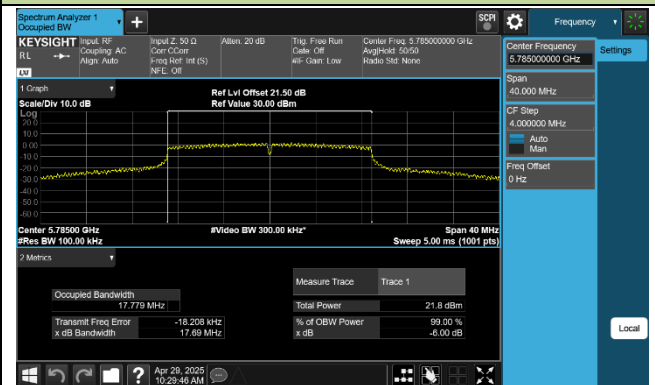 Spectrum Analyzer 1
Occupied BW
SCPI
Frequency
KEYSIGHT
RL
LXI
Input: RF
Coupling: AC
Align: Auto
Input Z: 50 Ω
Corr CCorr
Freq Ref: Int (S)
NFE: Off
Atten: 20 dB
Trig: Free Run
Gate: Off
#IF Gain: Low
Center Freq: 5.785000000 GHz
Avg|Hold: 50/50
Radio Std: None
Center Frequency
5.785000000 GHz
Settings
Span
40.000 MHz
CF Step
4.000000 MHz
Auto
Man
Freq Offset
0 Hz
Local
1 Graph
Scale/Div 10.0 dB
Ref Lvl Offset 21.50 dB
Ref Value 30.00 dBm
Log
20.0
10.0
0.00
-10.0
-20.0
-30.0
-40.0
-50.0
-60.0
Center 5.78500 GHz
#Res BW 100.00 kHz
#Video BW 300.00 kHz*
Span 40 MHz
Sweep 5.00 ms (1001 pts)
2 Metrics
Measure Trace
Trace 1
Occupied Bandwidth
17.779 MHz
Total Power
21.8 dBm
Transmit Freq Error
-18.208 kHz
% of OBW Power
99.00 %
x dB Bandwidth
17.69 MHz
x dB
-6.00 dB
?
Apr 29, 2025
10:29:46 AM